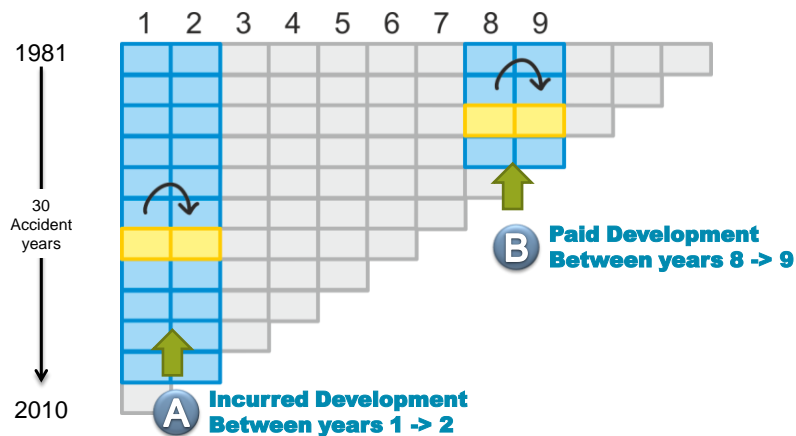 1 2 3 4 5 6 7 8 9
1981
30
Accident
years
B
Paid Development
Between years 8 -> 9
2010
A
Incurred Development
Between years 1 -> 2